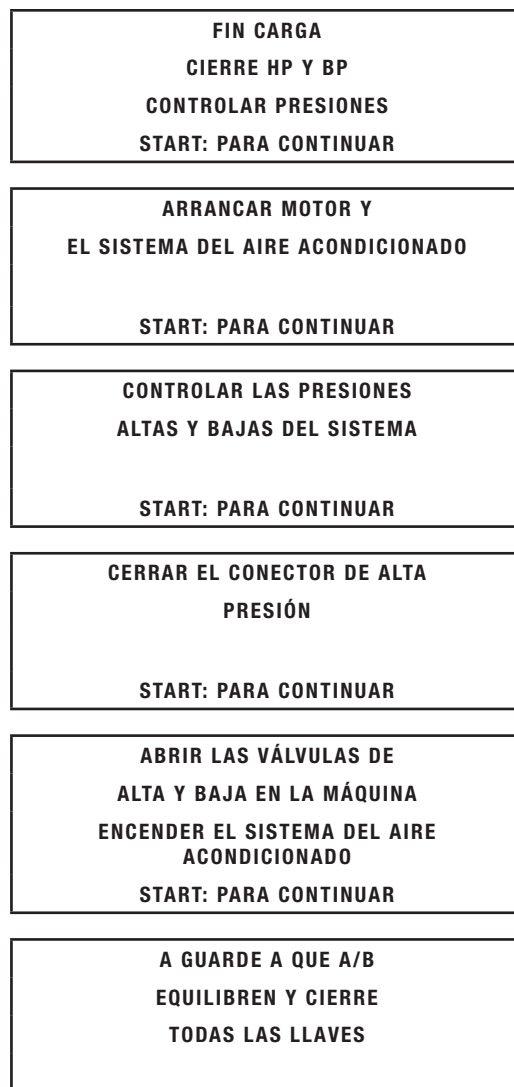 FIN CARGA
CIERRE HP Y BP
CONTROLAR PRESIONES
START: PARA CONTINUAR
ARRANCAR MOTOR Y
EL SISTEMA DEL AIRE ACONDICIONADO
START: PARA CONTINUAR
CONTROLAR LAS PRESIONES
ALTAS Y BAJAS DEL SISTEMA
START: PARA CONTINUAR
CERRAR EL CONECTOR DE ALTA
PRESIÓN
START: PARA CONTINUAR
ABRIR LAS VÁLVULAS DE
ALTA Y BAJA EN LA MÁQUINA
ENCENDER EL SISTEMA DEL AIRE
ACONDICIONADO
START: PARA CONTINUAR
A GUARDE A QUE A/B
EQUILIBREN Y CIERRE
TODAS LAS LLAVES